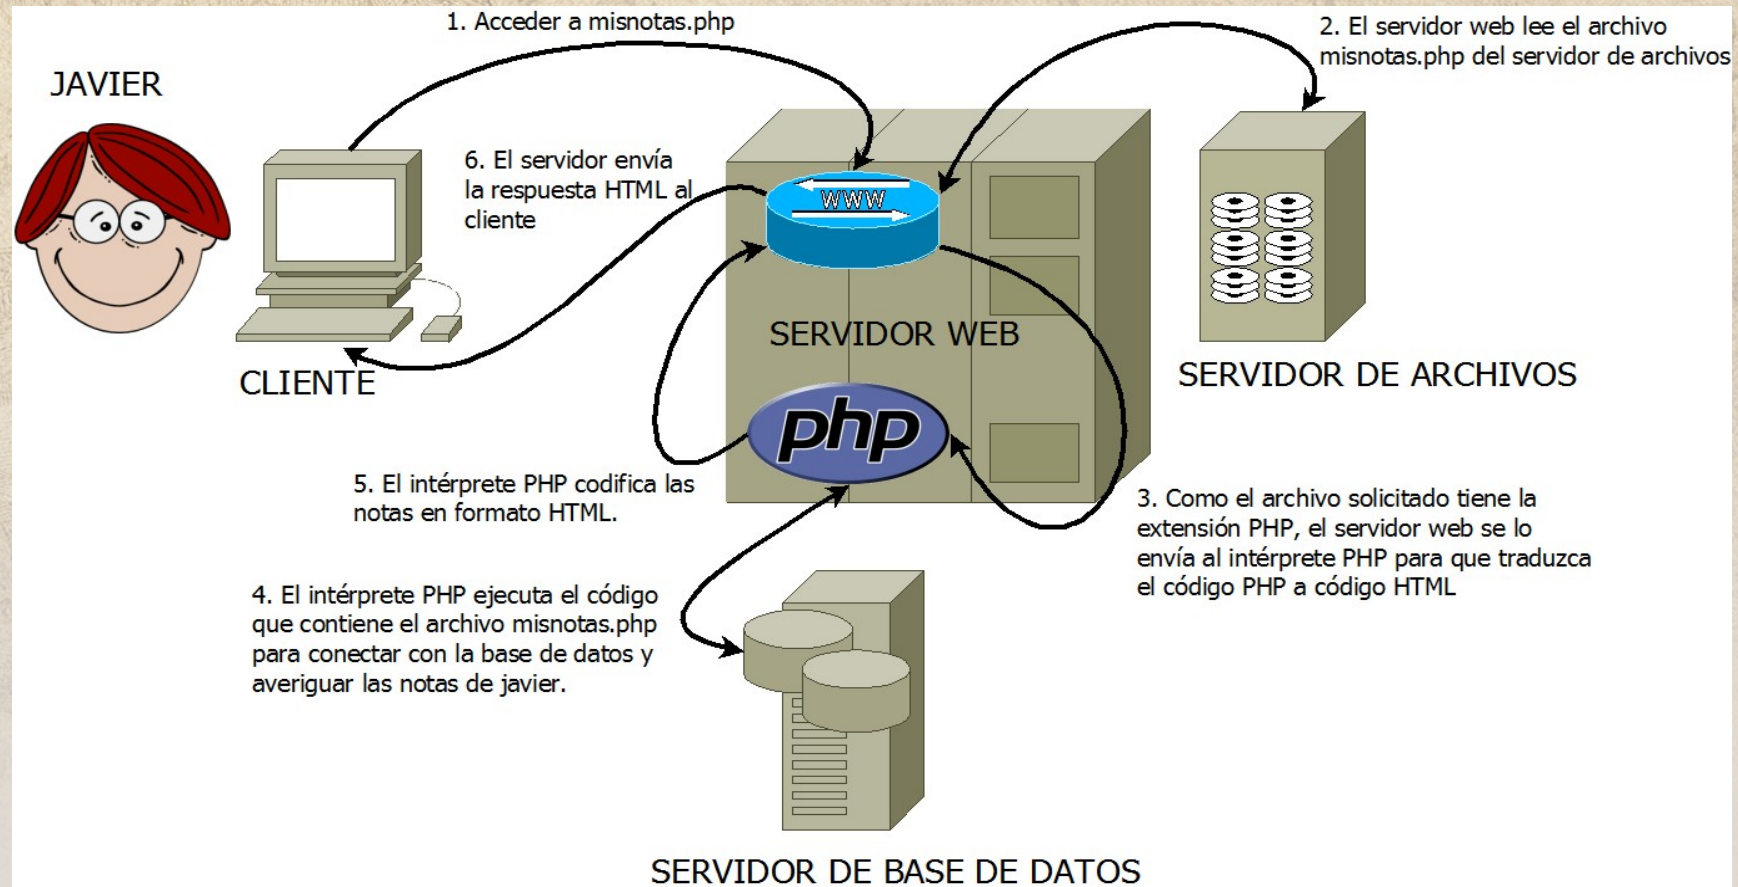 1. Acceder a misnotas.php
2. El servidor web lee el archivo
misnotas.php del servidor de archivos
JAVIER
6. El servidor envía
la respuesta HTML al
cliente
WWW
SERVIDOR WEB
CLIENTE
SERVIDOR DE ARCHIVOS
php
5. El intérprete PHP codifica las
notas en formato HTML.
3. Como el archivo solicitado tiene la
extensión PHP, el servidor web se lo
envía al intérprete PHP para que traduzca
el código PHP a código HTML
4. El intérprete PHP ejecuta el código
que contiene el archivo misnotas.php
para conectar con la base de datos y
averiguar las notas de javier.
SERVIDOR DE BASE DE DATOS